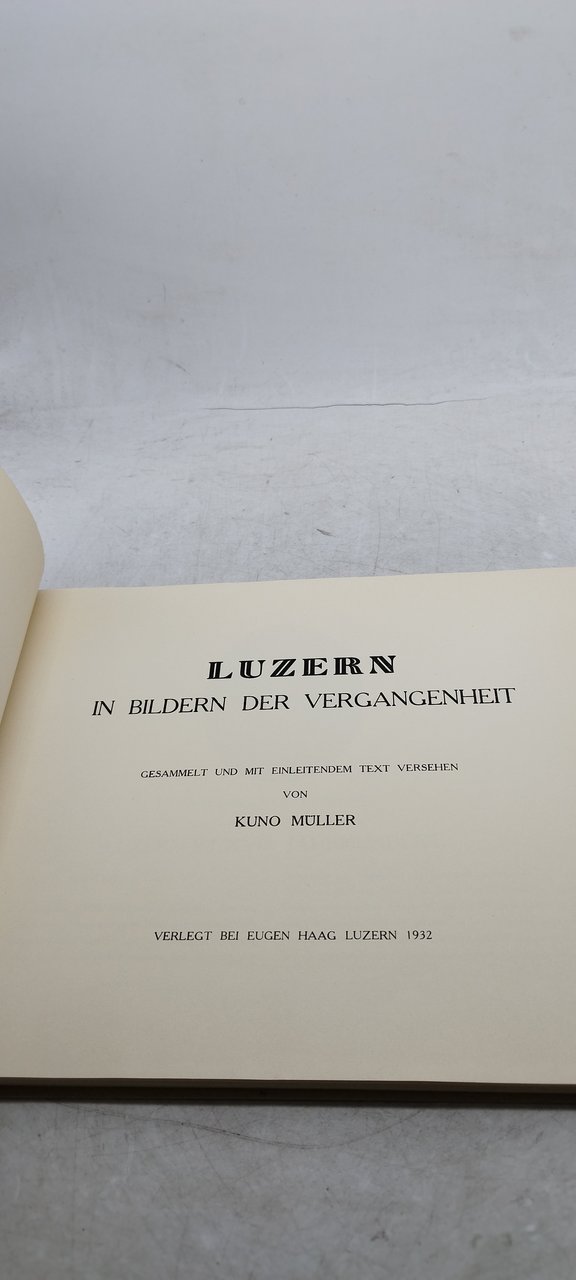 LUZERN
IN BILDERN DER VERGANGENHEIT
GESAMMELT UND MIT EINLEITENDEM TEXT VERSEHEN
VON
KUNO MÜLLER
VERLEGT BEI EUGEN HAAG LUZERN 1932